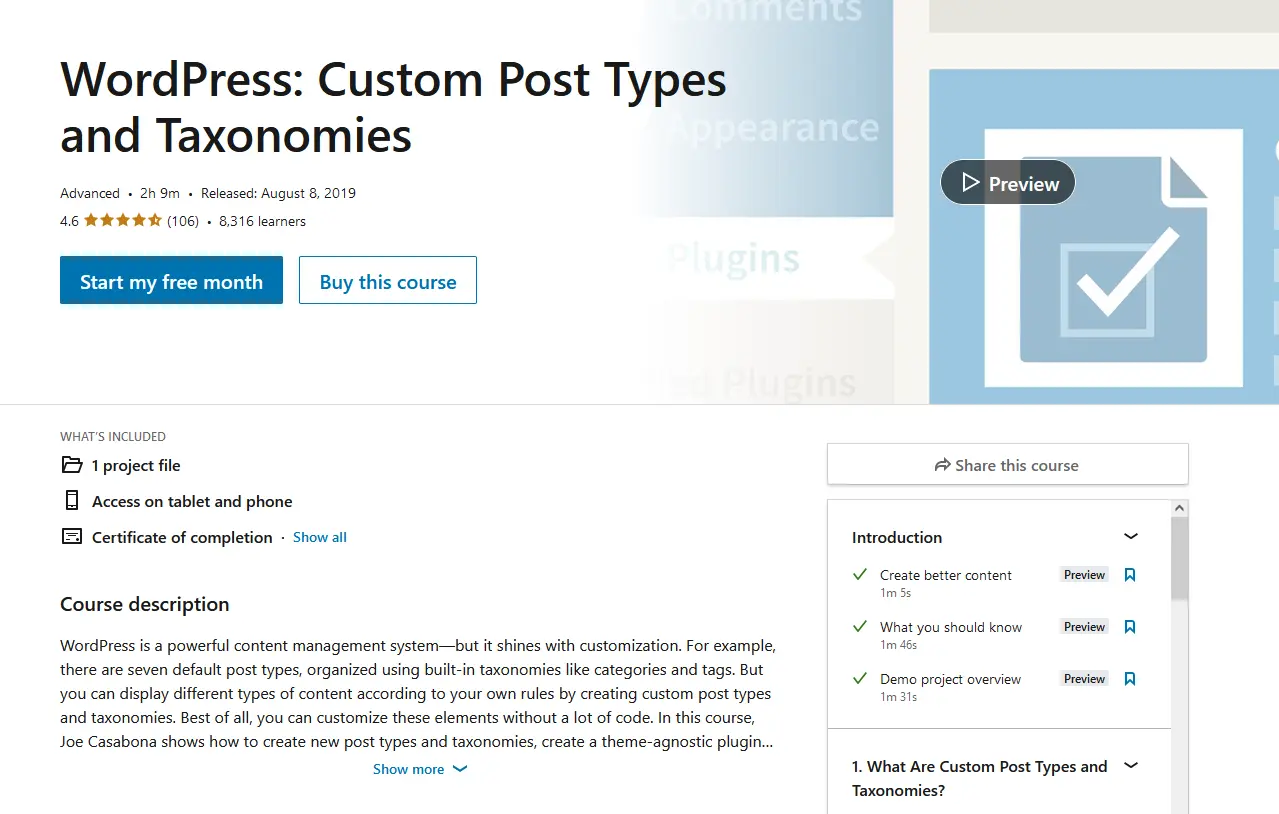 Comments
WordPress: Custom Post Types
and Taxonomies
Appearance
Advanced • 2h 9m • Released: August 8, 2019
Preview
4.6 (106) • 8,316 learners
Plugins
Start my free month
Buy this course
Plugins
WHAT'S INCLUDED
1 project file
Access on tablet and phone
Certificate of completion · Show all
Course description
WordPress is a powerful content management system—but it shines with customization. For example,
there are seven default post types, organized using built-in taxonomies like categories and tags. But
you can display different types of content according to your own rules by creating custom post types
and taxonomies. Best of all, you can customize these elements without a lot of code. In this course,
Joe Casabona shows how to create new post types and taxonomies, create a theme-agnostic plugin...
Show more
Share this course
Introduction
Create better content Preview
1m 5s
What you should know Preview
1m 46s
Demo project overview Preview
1m 31s
1. What Are Custom Post Types and
Taxonomies?